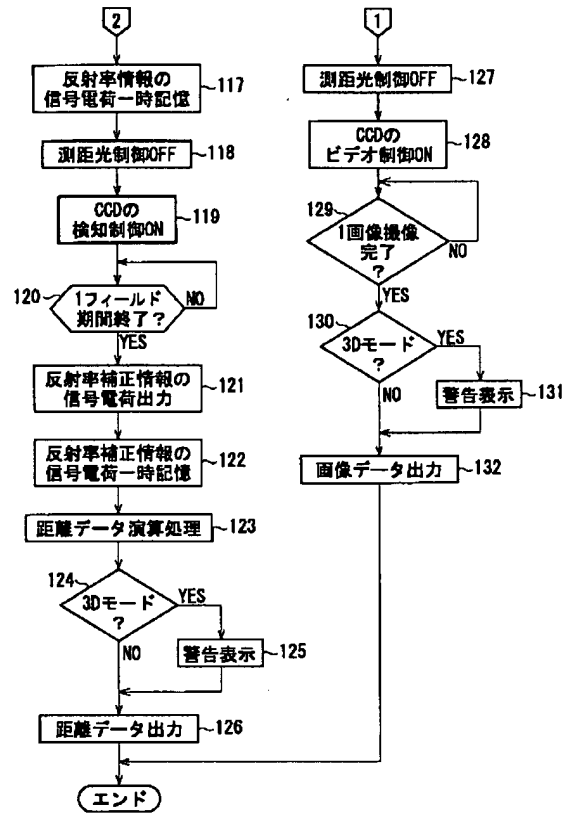 2
反射率情報の
信号電荷一時記憶
117
測距光制御OFF
118
CCDの
検知制御ON
119
120
1フィールド
期間終了?
NO
YES
反射率補正情報の
信号電荷出力
121
反射率補正情報の
信号電荷一時記憶
122
距離データ演算処理
123
124
3Dモード
?
YES
NO
警告表示
125
距離データ出力
126
エンド
1
測距光制御OFF
127
CCDの
ビデオ制御ON
128
129
1画像撮像
完了
?
NO
YES
130
3Dモード
?
YES
NO
警告表示
131
画像データ出力
132